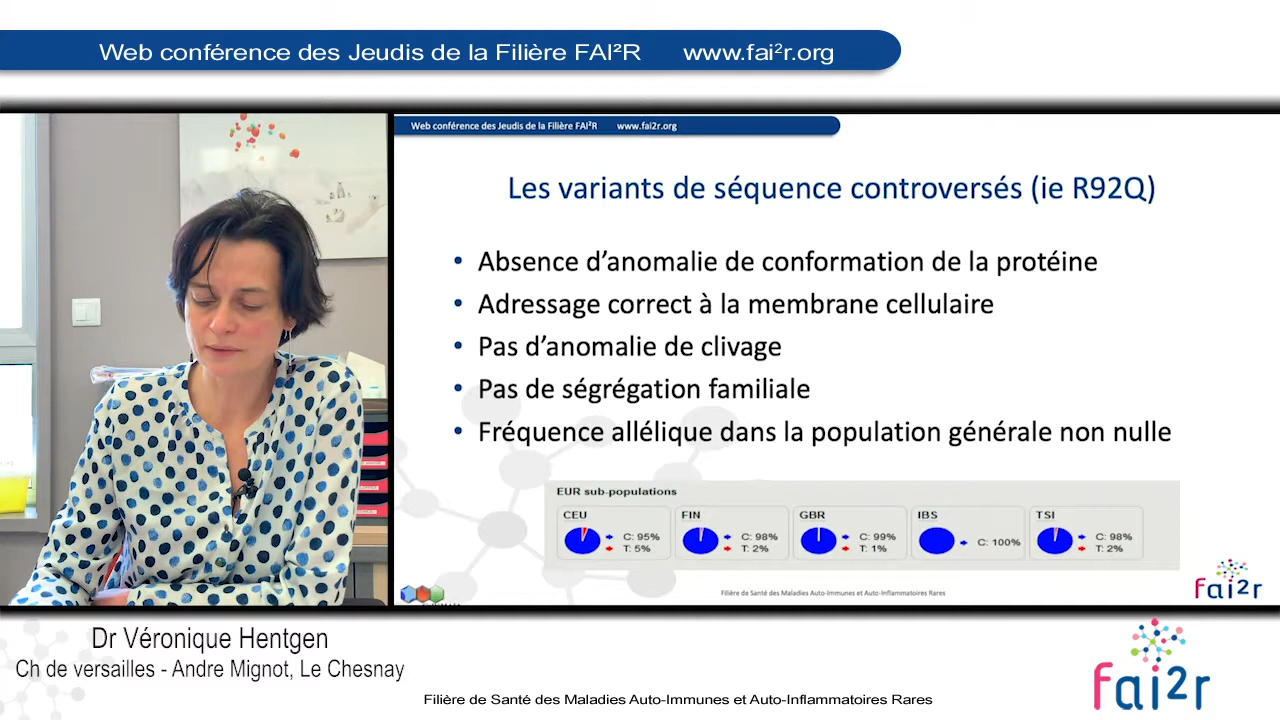 Web conférence des Jeudis de la Filière FAI²R www.fai²r.org
Web conférence des Jeudis de la Filière FAI²R www.fai2r.org
Les variants de séquence controversés (ie R92Q)
• Absence d’anomalie de conformation de la protéine
• Adressage correct à la membrane cellulaire
• Pas d’anomalie de clivage
• Pas de ségrégation familiale
• Fréquence allélique dans la population générale non nulle
EUR sub-populations
CEU FIN GBR IBS TSI
C: 95% C: 98% C: 99% C: 100% C: 98%
T: 5% T: 2% T: 1% T: 2%
Filière de Santé des Maladies Auto-Immunes et Auto-Inflammatoires Rares
fai2r
Dr Véronique Hentgen
Ch de versailles - Andre Mignot, Le Chesnay
fai2r
Filière de Santé des Maladies Auto-Immunes et Auto-Inflammatoires Rares